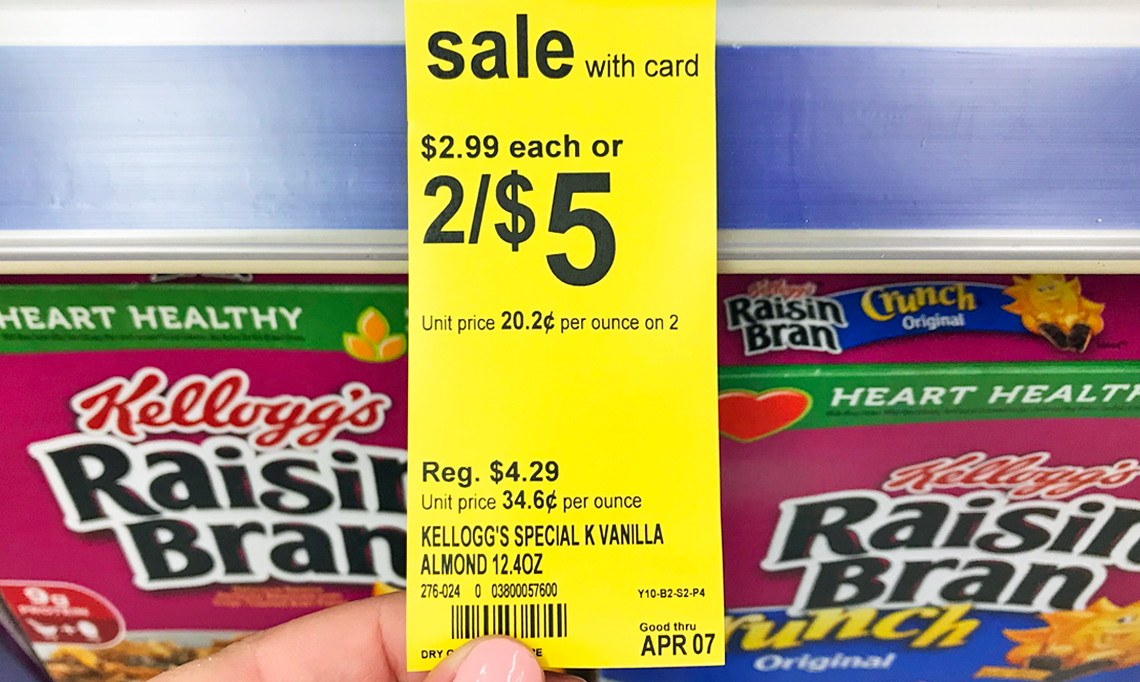 sale with card
$2.99 each or
2/$5
Unit price 20.2¢ per ounce on 2
Reg. $4.29
Unit price 34.6¢ per ounce
KELLOGG'S SPECIAL K VANILLA
ALMOND 12.4OZ
276-024 0 03800057600 Y10-B2-S2-P4
Good thru
APR 07
DRY
HEART HEALTHY
Kellogg's
Raisin
Bran
9g
PROTEIN
Kellogg's
Raisin
Bran
Crunch
Original
HEART HEALTH
Kellogg's
Raisin
Bran
runch
Original